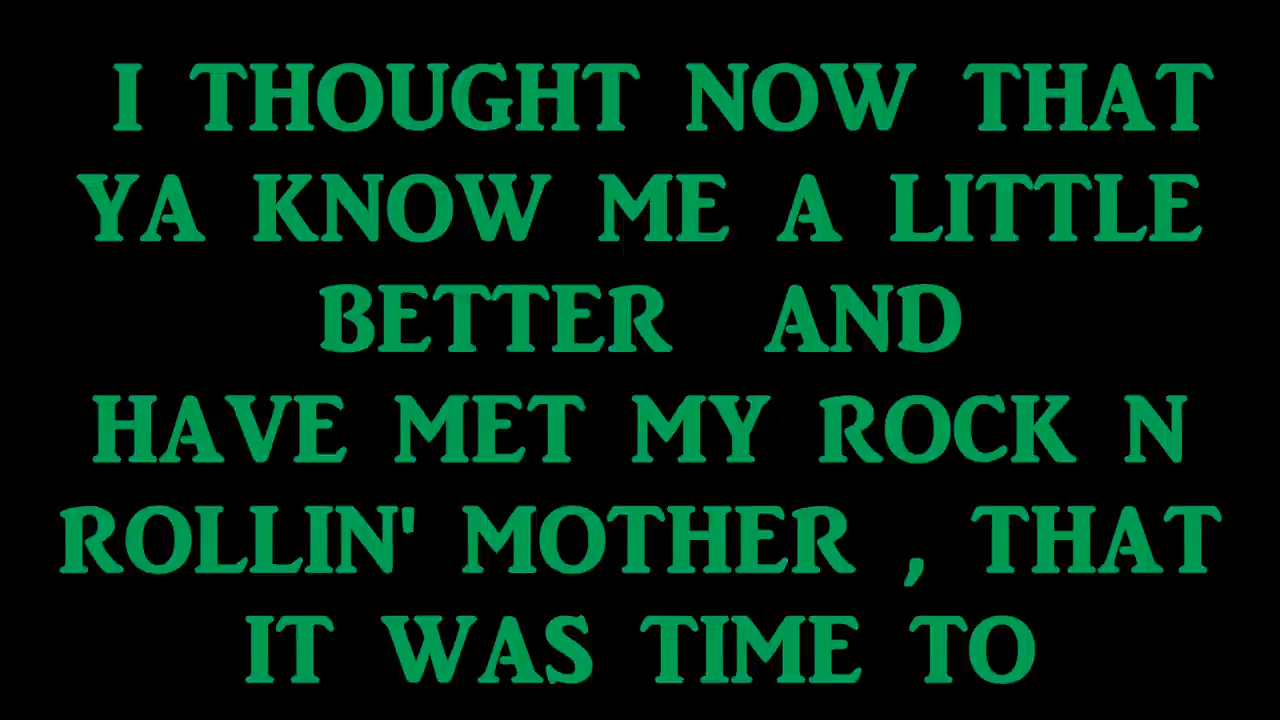 I THOUGHT NOW THAT
YA KNOW ME A LITTLE
BETTER AND
HAVE MET MY ROCK N
ROLLIN' MOTHER , THAT
IT WAS TIME TO